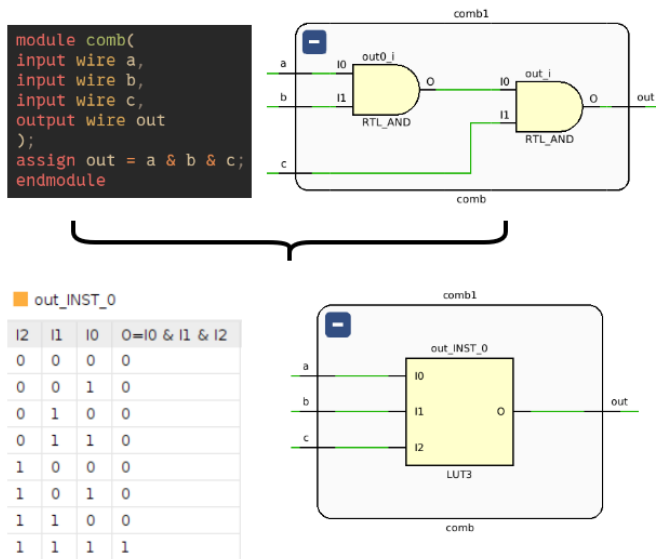 module comb(
input wire a,
input wire b,
input wire c,
output wire out
);
assign out = a & b & c;
endmodule
comb1
out0_i
a
I0
O
b
I1
RTL_AND
out_i
I0
O
out
I1
RTL_AND
c
comb
out_INST_0
I2 I1 I0 O=I0 & I1 & I2
0 0 0 0
0 0 1 0
0 1 0 0
0 1 1 0
1 0 0 0
1 0 1 0
1 1 0 0
1 1 1 1
comb1
out_INST_0
a
I0
b
I1
O
out
c
I2
LUT3
comb